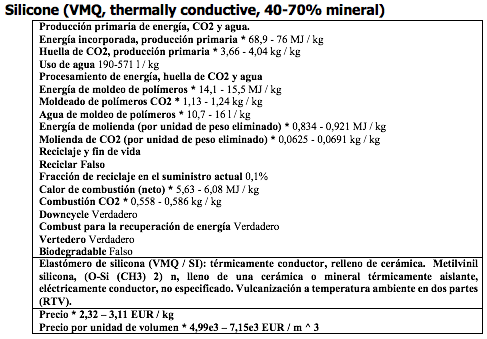 Silicone (VMQ, thermally conductive, 40-70% mineral)
Producción primaria de energía, CO2 y agua.
Energía incorporada, producción primaria * 68,9 - 76 MJ / kg
Huella de CO2, producción primaria * 3,66 - 4,04 kg / kg
Uso de agua 190-571 l / kg
Procesamiento de energía, huella de CO2 y agua
Energía de moldeo de polímeros * 14,1 - 15,5 MJ / kg
Moldeado de polímeros CO2 * 1,13 - 1,24 kg / kg
Agua de moldeo de polímeros * 10,7 - 16 l / kg
Energía de molienda (por unidad de peso eliminado) * 0,834 - 0,921 MJ / kg
Molienda de CO2 (por unidad de peso eliminado) * 0,0625 - 0,0691 kg / kg
Reciclaje y fin de vida
Reciclar Falso
Fracción de reciclaje en el suministro actual 0,1%
Calor de combustión (neto) * 5,63 - 6,08 MJ / kg
Combustión CO2 * 0,558 - 0,586 kg / kg
Downcycle Verdadero
Combust para la recuperación de energía Verdadero
Vertedero Verdadero
Biodegradable Falso
Elastómero de silicona (VMQ / SI): térmicamente conductor, relleno de cerámica. Metilvinil
silicona, (O-Si (CH3) 2) n, lleno de una cerámica o mineral térmicamente aislante,
eléctricamente conductor, no especificado. Vulcanización a temperatura ambiente en dos partes
(RTV).
Precio * 2,32 – 3,11 EUR / kg
Precio por unidad de volumen * 4,99e3 – 7,15e3 EUR / m ^ 3